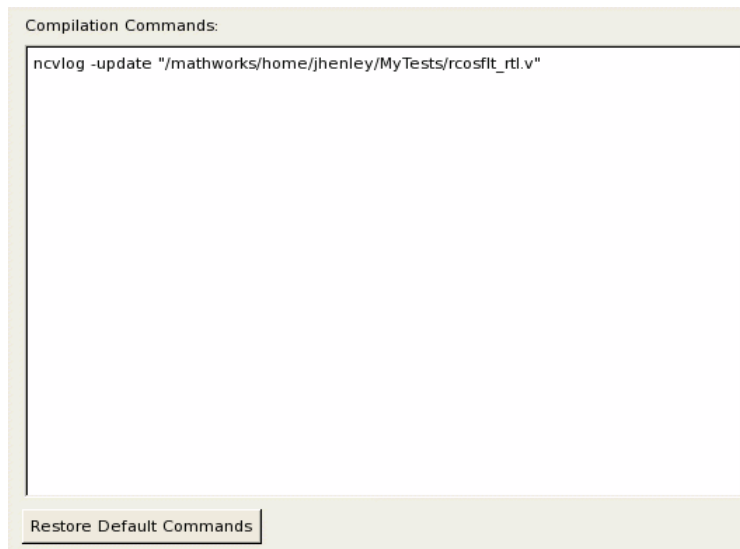 Compilation Commands:
ncvlog -update "/mathworks/home/jhenley/MyTests/rcosflt_rtl.v"
Restore Default Commands